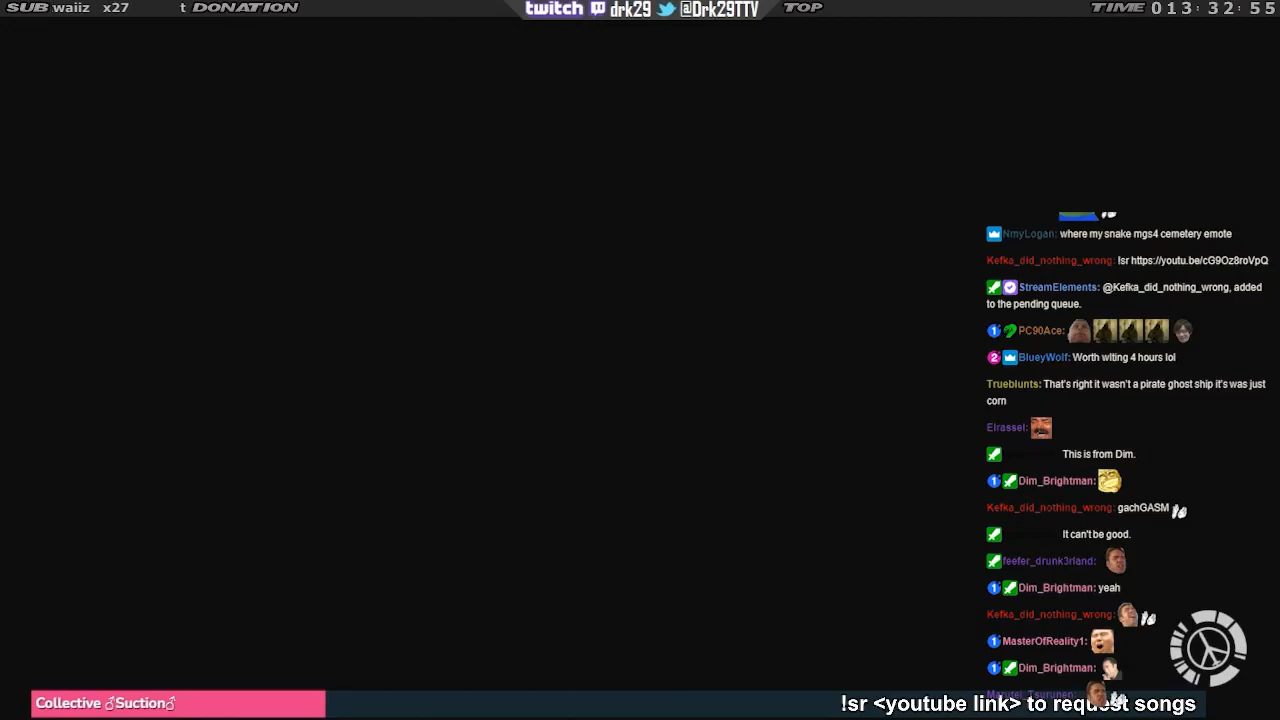 SUB waiiz x27 t DONATION twitch drk29 @Drk29TTV TOP TIME 013:32:55
NmyLogan: where my snake mgs4 cemetery emote
Kefka_did_nothing_wrong: !sr https://youtu.be/cG9Oz8roVpQ
StreamElements: @Kefka_did_nothing_wrong, added
to the pending queue.
PC90Ace:
BlueyWolf: Worth witing 4 hours lol
Trueblunts: That's right it wasn't a pirate ghost ship it's was just
corn
Elrassel:
This is from Dim.
Dim_Brightman:
Kefka_did_nothing_wrong: gachGASM
It can't be good.
feefer_drunk3rland:
Dim_Brightman: yeah
Kefka_did_nothing_wrong:
MasterOfReality1:
Dim_Brightman:
Collective ♂Suction♂
!sr <youtube link> to request songs